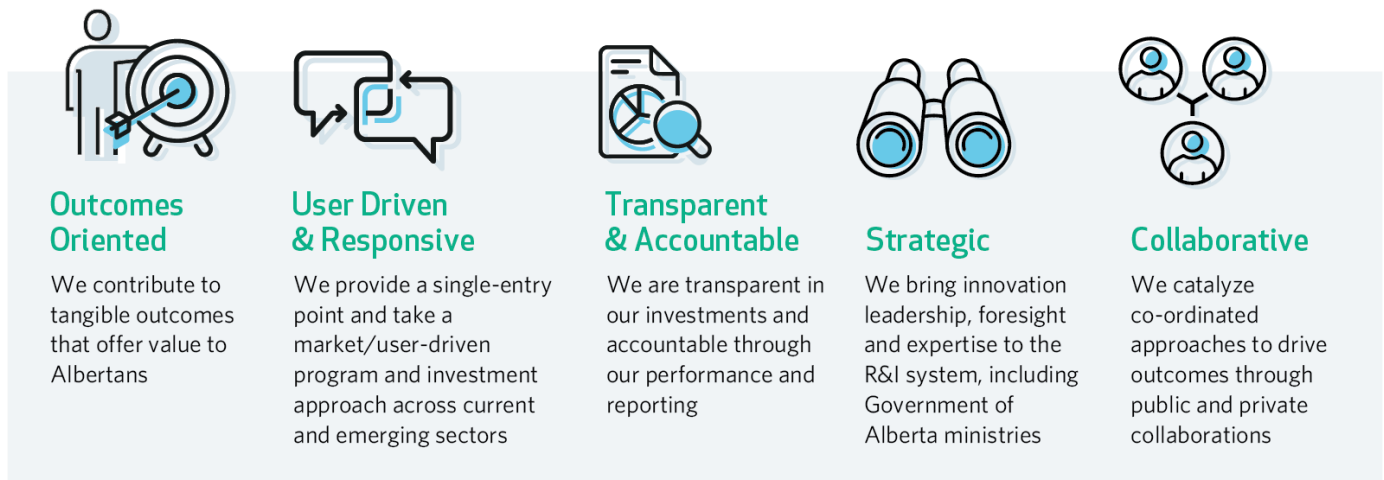 Outcomes
Oriented
We contribute to
tangible outcomes
that offer value to
Albertans
User Driven
& Responsive
We provide a single-entry
point and take a
market/user-driven
program and investment
approach across current
and emerging sectors
Transparent
& Accountable
We are transparent in
our investments and
accountable through
our performance and
reporting
Strategic
We bring innovation
leadership, foresight
and expertise to the
R&I system, including
Government of
Alberta ministries
Collaborative
We catalyze
co-ordinated
approaches to drive
outcomes through
public and private
collaborations